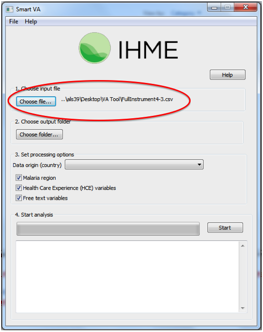 Smart VA
File Help
IHME
Help
1. Choose input file
Choose file... ...\pls39\Desktop\VA Tool\FullInstrument4-3.csv
2. Choose output folder
Choose folder...
3. Set processing options
Data origin (country)
Malaria region
Health Care Experience (HCE) variables
Free text variables
4. Start analysis
Start